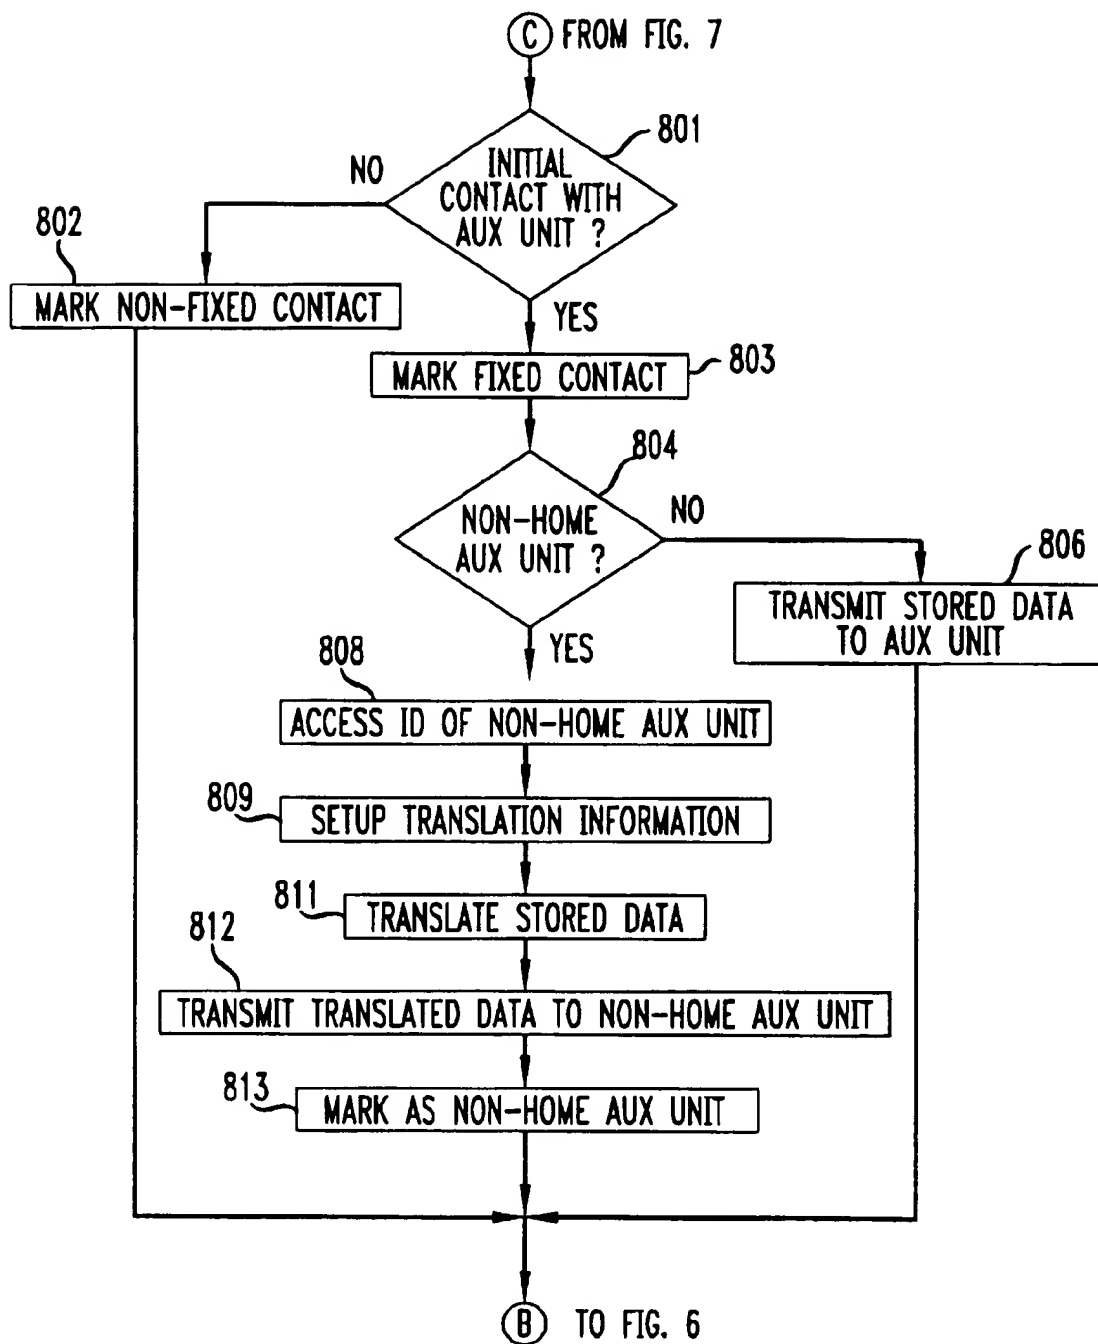 C FROM FIG. 7
801
INITIAL
CONTACT WITH
AUX UNIT ?
NO
802
MARK NON-FIXED CONTACT
YES
803
MARK FIXED CONTACT
804
NON-HOME
AUX UNIT ?
NO
806
TRANSMIT STORED DATA
TO AUX UNIT
YES
808
ACCESS ID OF NON-HOME AUX UNIT
809
SETUP TRANSLATION INFORMATION
811
TRANSLATE STORED DATA
812
TRANSMIT TRANSLATED DATA TO NON-HOME AUX UNIT
813
MARK AS NON-HOME AUX UNIT
B TO FIG. 6